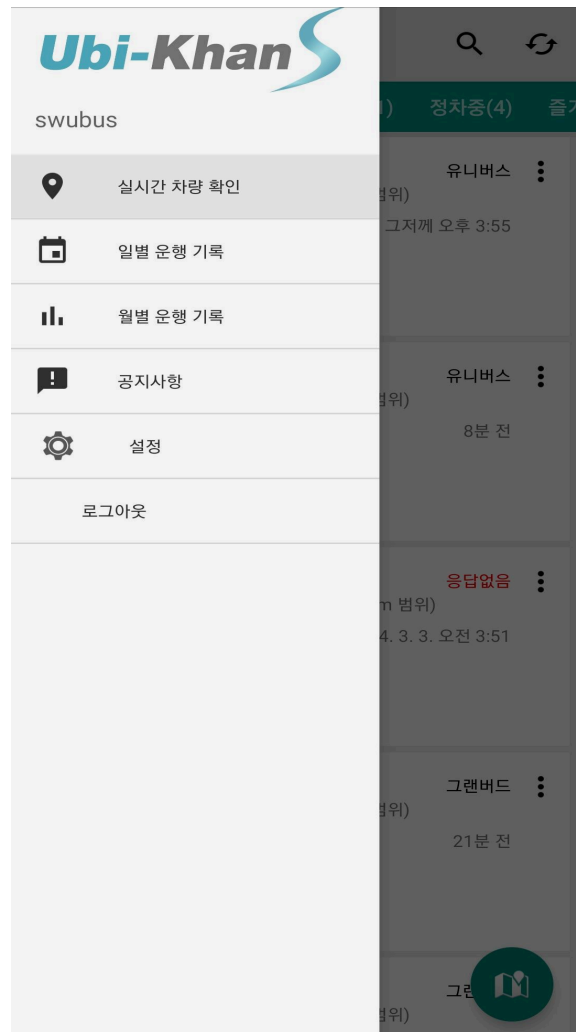 Ubi-Khan S
swubus
실시간 차량 확인
일별 운행 기록
월별 운행 기록
공지사항
설정
로그아웃
1) 정차중(4)
유니버스
범위)
그저께 오후 3:55
유니버스
범위)
8분 전
응답없음
m 범위)
4. 3. 3. 오전 3:51
그랜버드
범위)
21분 전
범위)